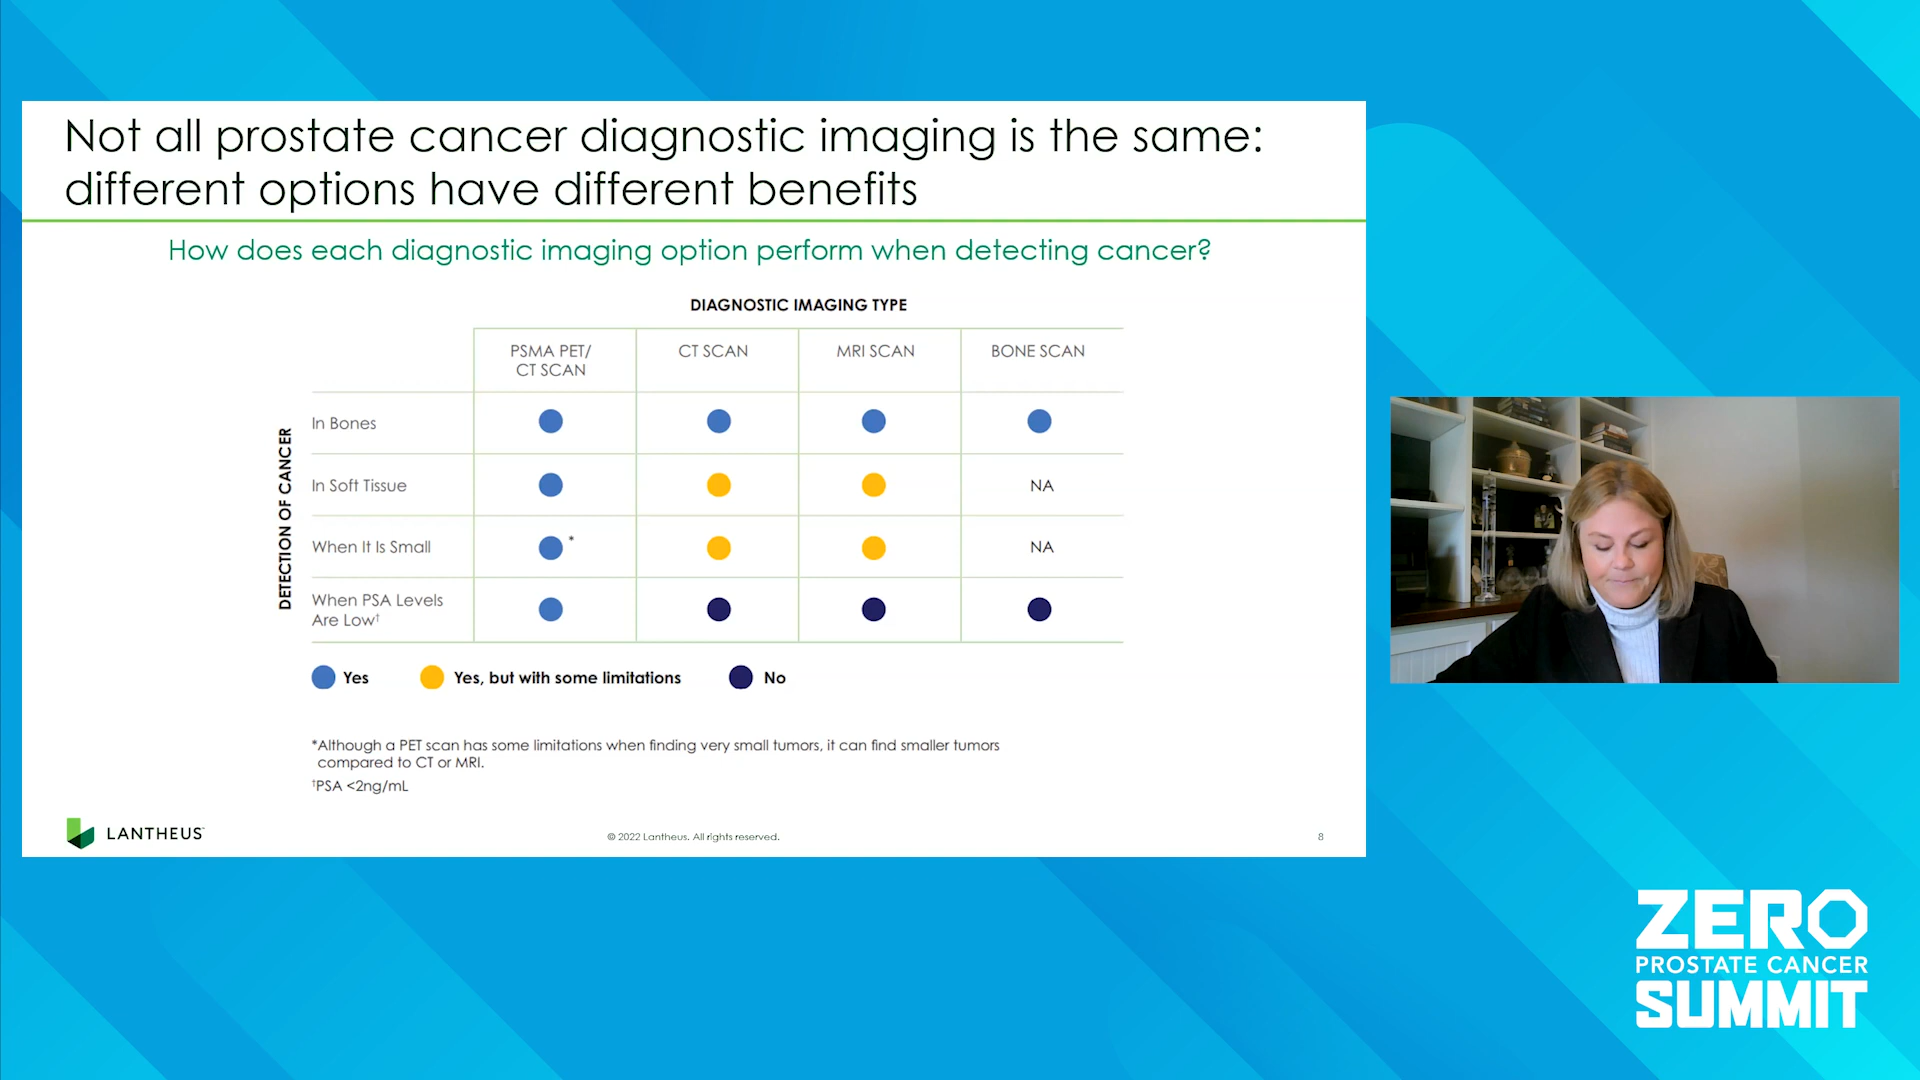 Not all prostate cancer diagnostic imaging is the same:
different options have different benefits
How does each diagnostic imaging option perform when detecting cancer?
DIAGNOSTIC IMAGING TYPE
PSMA PET/
CT SCAN
CT SCAN
MRI SCAN
BONE SCAN
DETECTION OF CANCER
In Bones
In Soft Tissue
NA
When It Is Small
*
NA
When PSA Levels
Are Low†
Yes
Yes, but with some limitations
No
*Although a PET scan has some limitations when finding very small tumors, it can find smaller tumors
compared to CT or MRI.
†PSA <2ng/mL
LANTHEUS
© 2022 Lantheus. All rights reserved.
8
ZERO
PROSTATE CANCER
SUMMIT